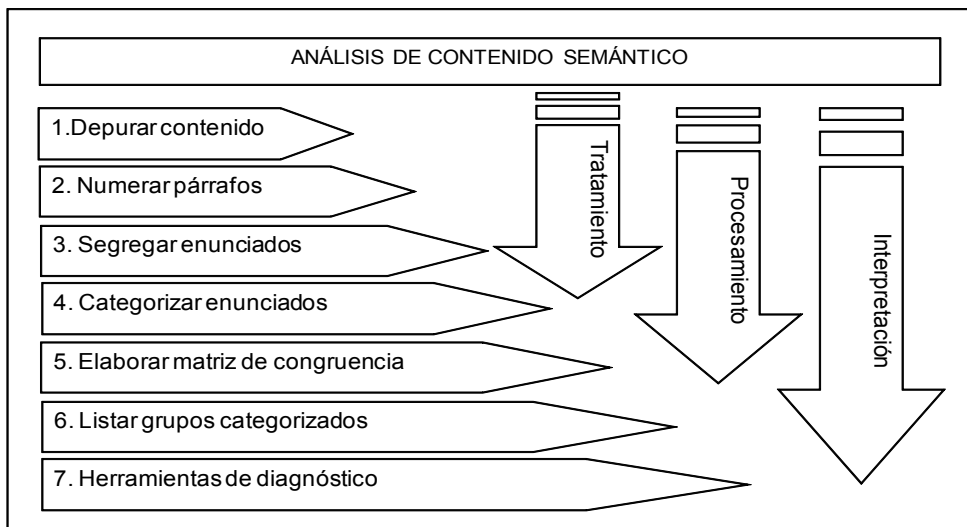 ANÁLISIS DE CONTENIDO SEMÁNTICO
1.Depurar contenido
2. Numerar párrafos
3. Segregar enunciados
4. Categorizar enunciados
5. Elaborar matriz de congruencia
6. Listar grupos categorizados
7. Herramientas de diagnóstico
Tratamiento
Procesamiento
Interpretación